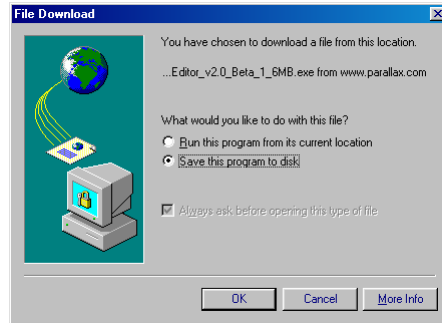 File Download
You have chosen to download a file from this location.
...Editor_v2.0_Beta_1_6MB.exe from www.parallax.com
What would you like to do with this file?
Run this program from its current location
Save this program to disk
Always ask before opening this type of file
OK Cancel More Info